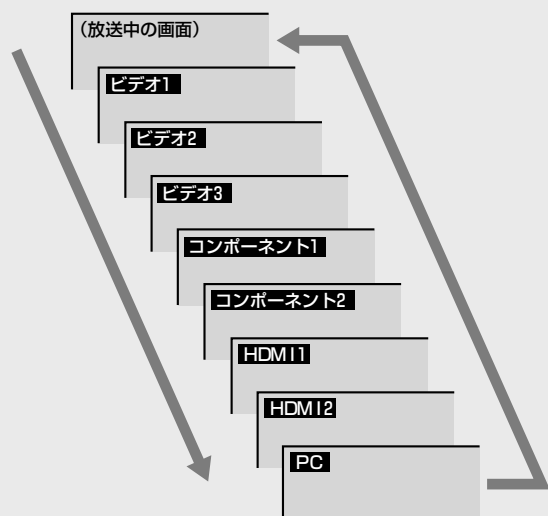 （放送中の画面）
ビデオ1
ビデオ2
ビデオ3
コンポーネント1
コンポーネント2
HDMI1
HDMI2
PC